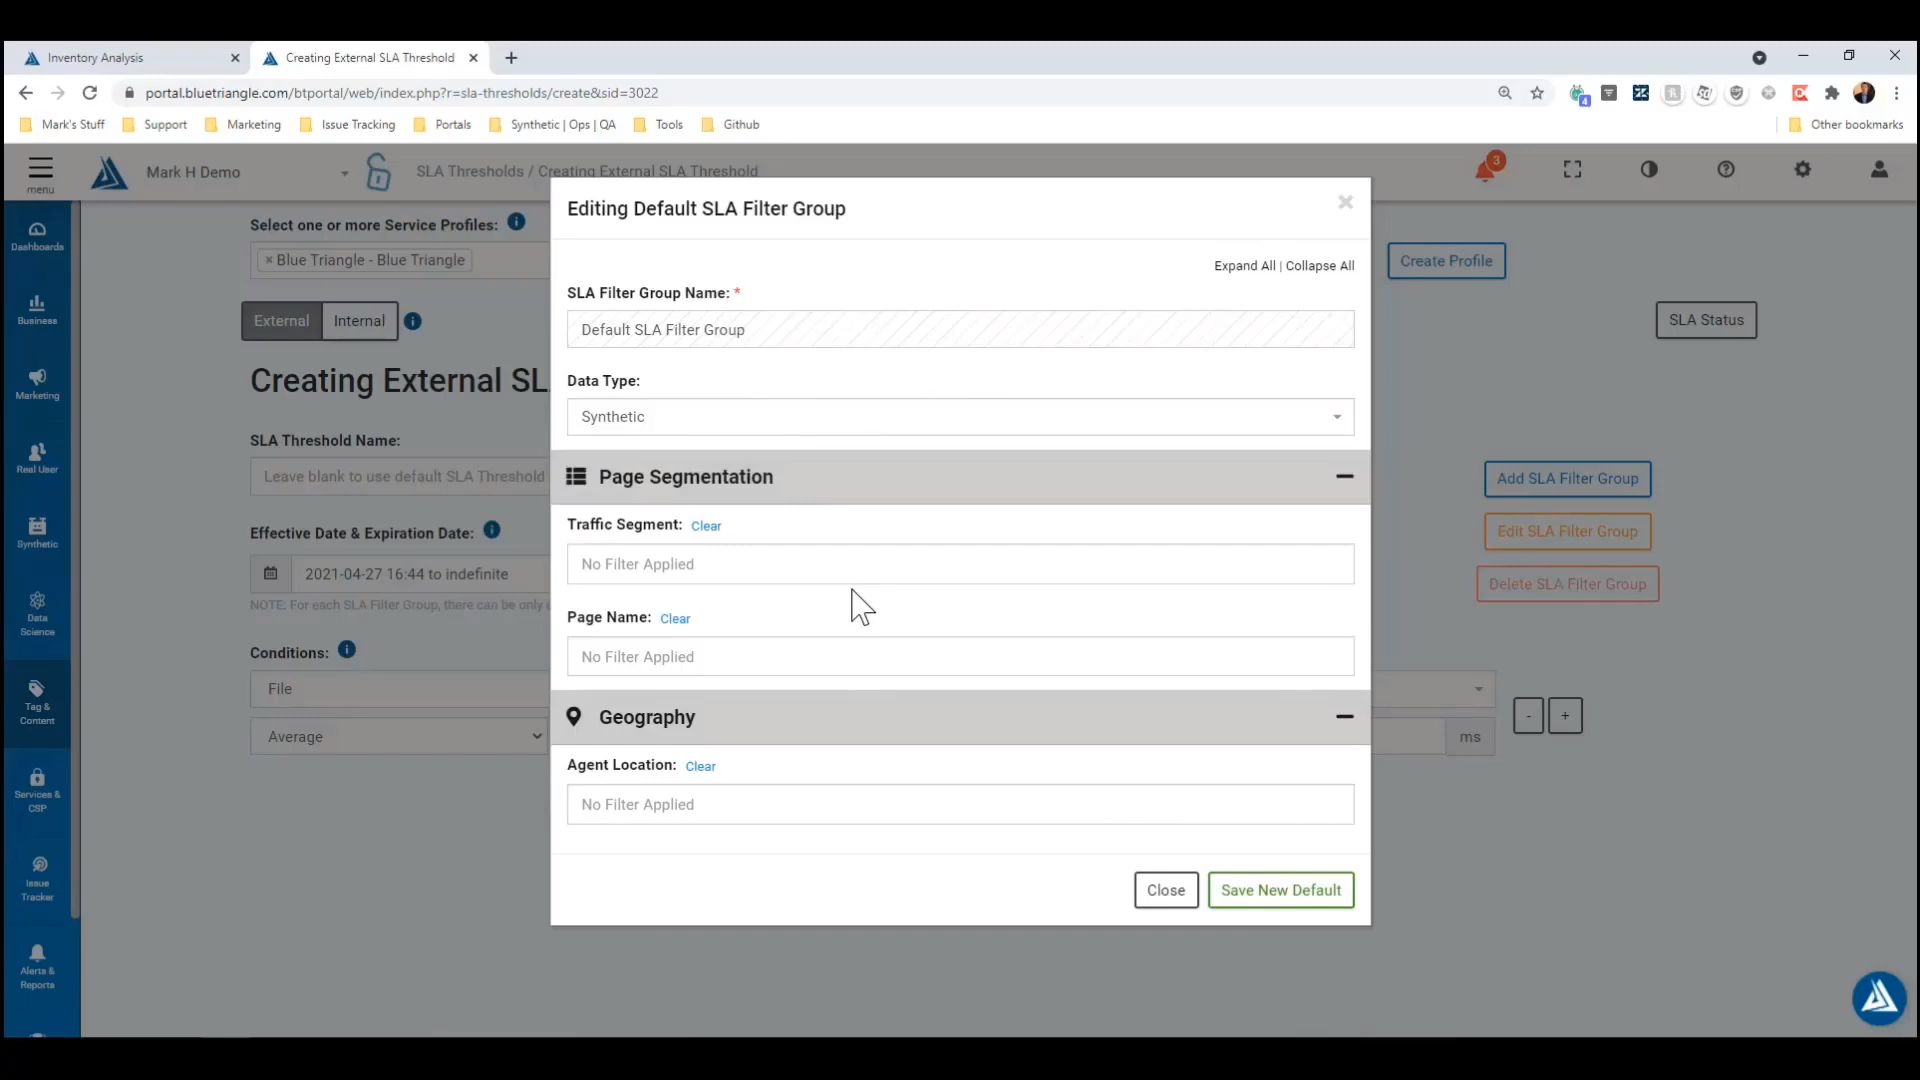 Inventory Analysis
Creating External SLA Threshold
portal.bluetriangle.com/btportal/web/index.php?r=sla-thresholds/create&sid=3022
4
Mark's Stuff
Support
Marketing
Issue Tracking
Portals
Synthetic | Ops | QA
Tools
Github
Other bookmarks
menu
Mark H Demo
SLA Thresholds / Creating External SLA Threshold
3
Dashboards
Business
Marketing
Real User
Synthetic
Data
Science
Tag &
Content
Services &
CSP
Issue
Tracker
Alerts &
Reports
Select one or more Service Profiles:
× Blue Triangle - Blue Triangle
Create Profile
External
Internal
SLA Status
Creating External SL
SLA Threshold Name:
Leave blank to use default SLA Threshold
Add SLA Filter Group
Edit SLA Filter Group
Delete SLA Filter Group
Effective Date & Expiration Date:
2021-04-27 16:44 to indefinite
NOTE: For each SLA Filter Group, there can be only
Conditions:
File
Average
ms
-
+
Editing Default SLA Filter Group
×
Expand All | Collapse All
SLA Filter Group Name: *
Default SLA Filter Group
Data Type:
Synthetic
Page Segmentation
Traffic Segment: Clear
No Filter Applied
Page Name: Clear
No Filter Applied
Geography
Agent Location: Clear
No Filter Applied
Close
Save New Default